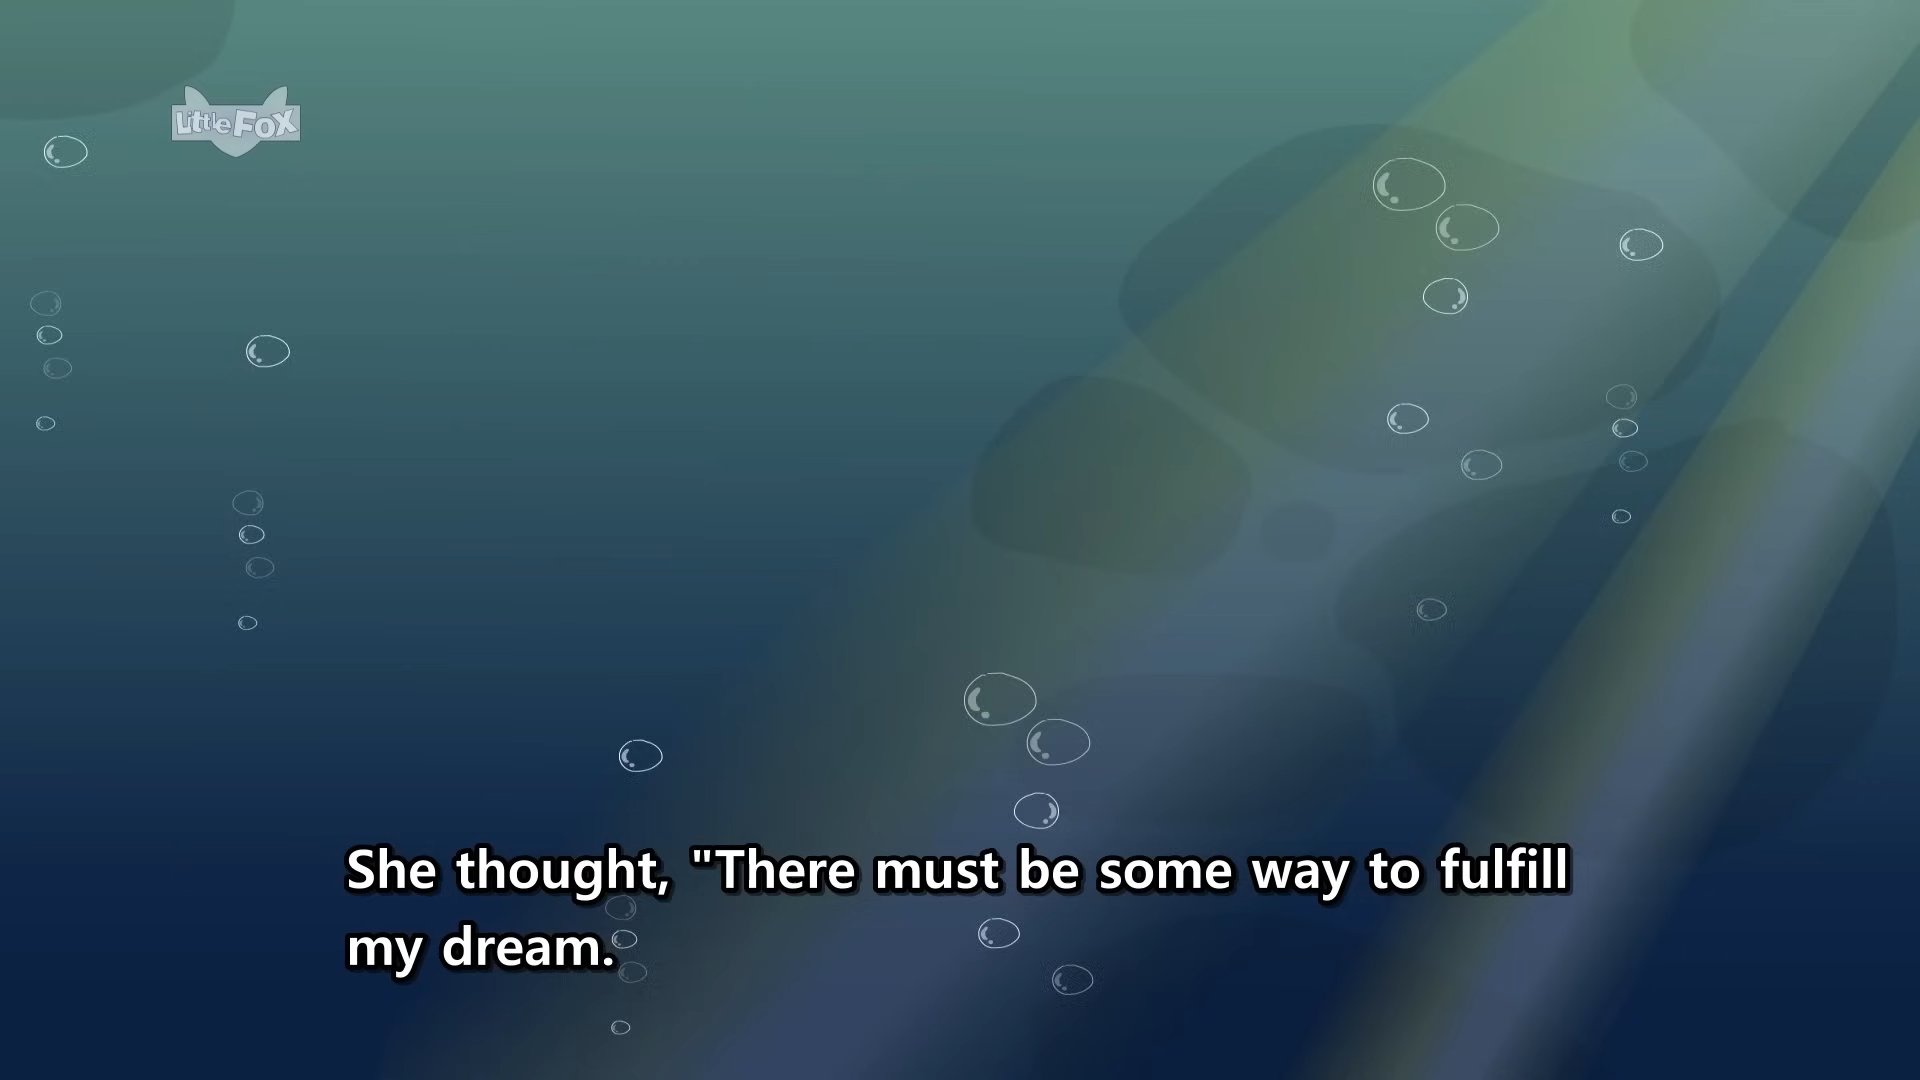 Little Fox
She thought, "There must be some way to fulfill
my dream.